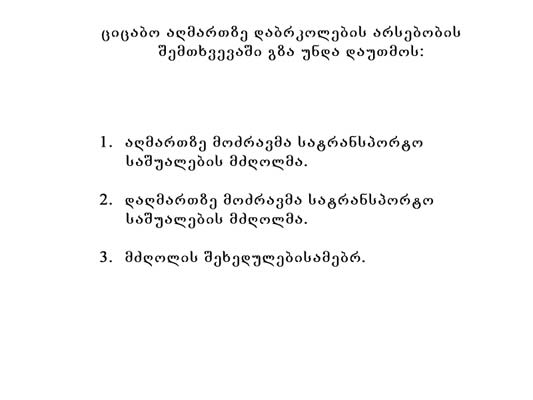 ციცაბო აღმართზე დაბრკოლების არსებობის
შემთხვევაში გზა უნდა დაუთმოს:
1. აღმართზე მოძრავმა სატრანსპორტო
საშუალების მძღოლმა.
2. დაღმართზე მოძრავმა სატრანსპორტო
საშუალების მძღოლმა.
3. მძღოლის შეხედულებისამებრ.